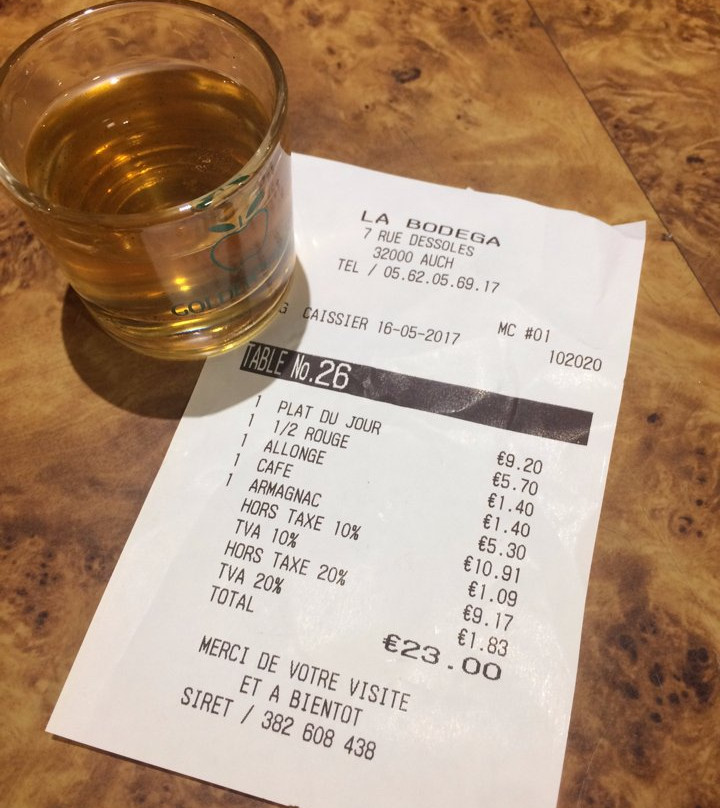 GOLDEN
LA BODEGA
7 RUE DESSOLES
32000 AUCH
TEL / 05.62.05.69.17
G CAISSIER 16-05-2017 MC #01
102020
TABLE No.26
1 PLAT DU JOUR €9.20
1 1/2 ROUGE €5.70
1 ALLONGE €1.40
1 CAFE €1.40
1 ARMAGNAC €5.30
HORS TAXE 10% €10.91
TVA 10% €1.09
HORS TAXE 20% €9.17
TVA 20% €1.83
TOTAL €23.00
MERCI DE VOTRE VISITE
ET A BIENTOT
SIRET / 382 608 438